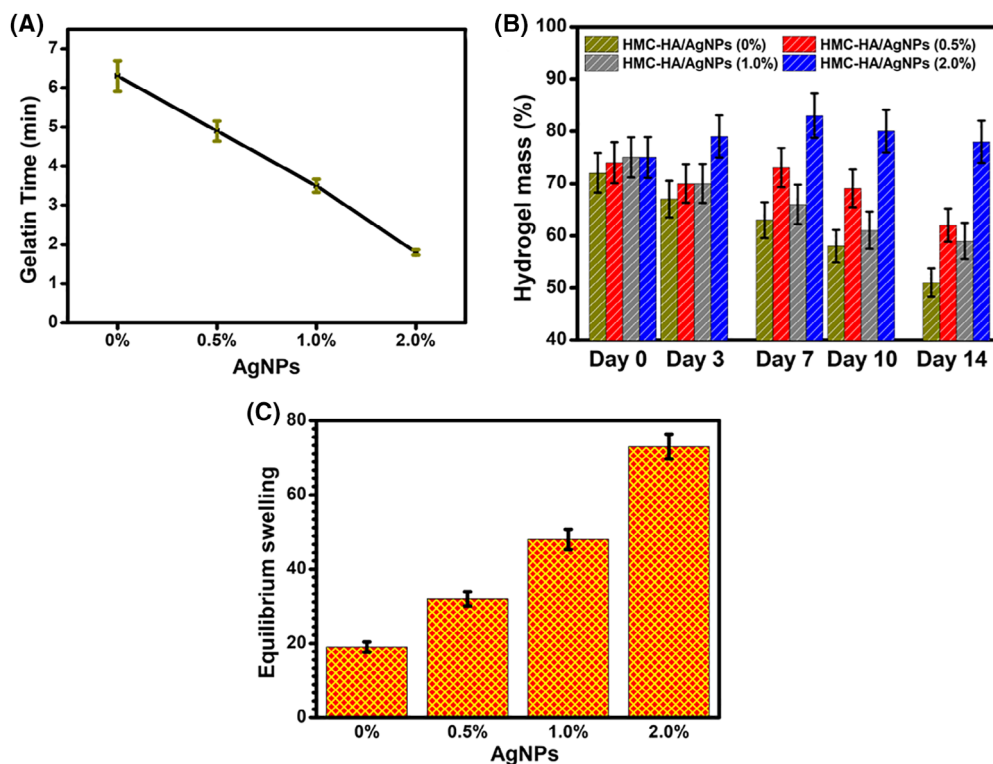 (A)
Gelatin Time (min)
7
6
5
4
3
2
1
0
0% 0.5% 1.0% 2.0%
AgNPs
(B)
Hydrogel mass (%)
100
90
80
70
60
50
40
HMC-HA/AgNPs (0%) HMC-HA/AgNPs (0.5%)
HMC-HA/AgNPs (1.0%) HMC-HA/AgNPs (2.0%)
Day 0 Day 3 Day 7 Day 10 Day 14
(C)
Equilibrium swelling
80
60
40
20
0
0% 0.5% 1.0% 2.0%
AgNPs